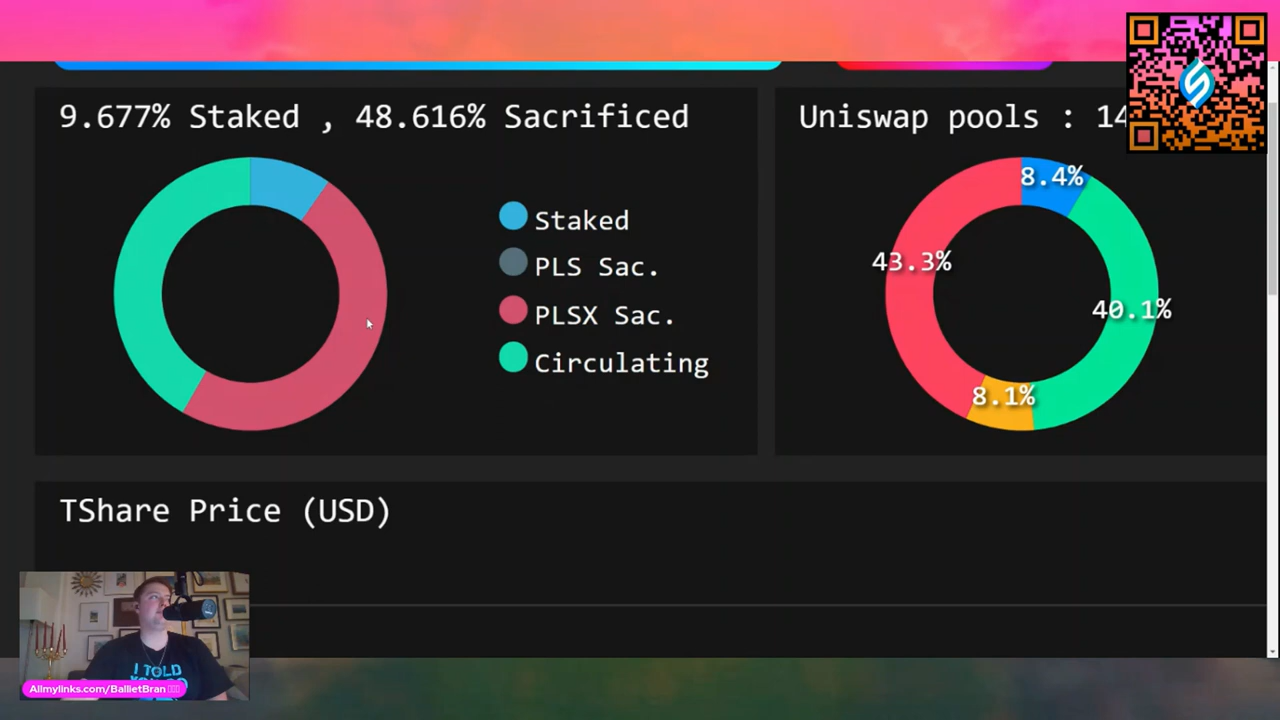 9.677% Staked , 48.616% Sacrificed
Staked
PLS Sac.
PLSX Sac.
Circulating
Uniswap pools : 14
8.4%
43.3%
40.1%
8.1%
TShare Price (USD)
I TOLD
Allmylinks.com/BallietBran